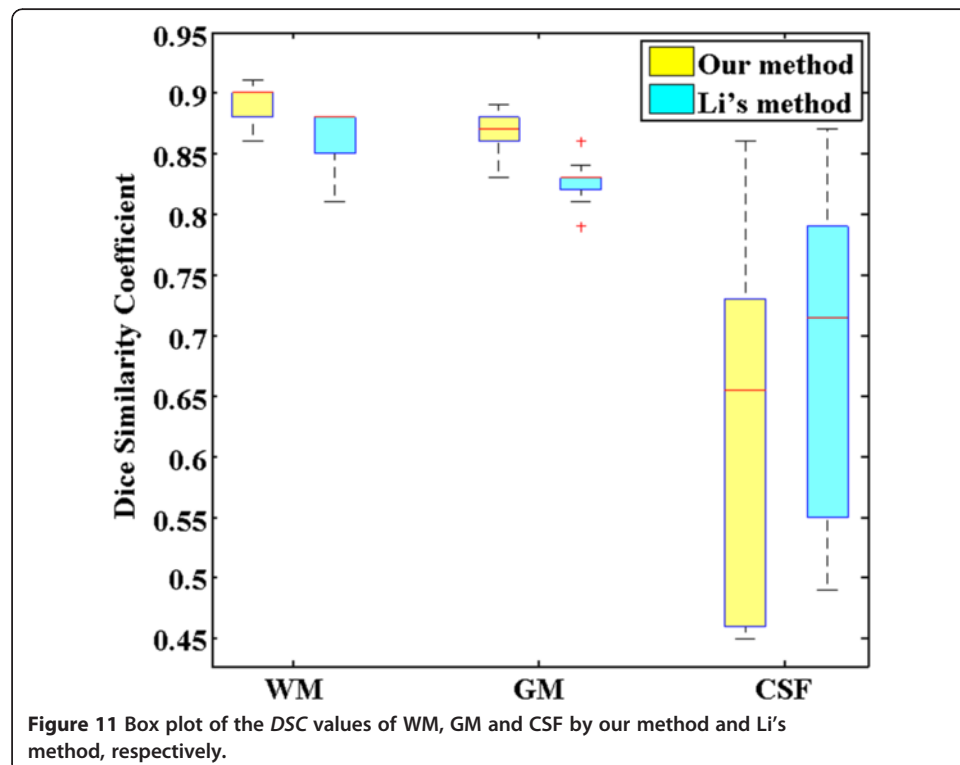 0.95
0.9
0.85
0.8
0.75
0.7
0.65
0.6
0.55
0.5
0.45
Dice Similarity Coefficient
Our method
Li's method
WM GM CSF
Figure 11 Box plot of the DSC values of WM, GM and CSF by our method and Li's
method, respectively.